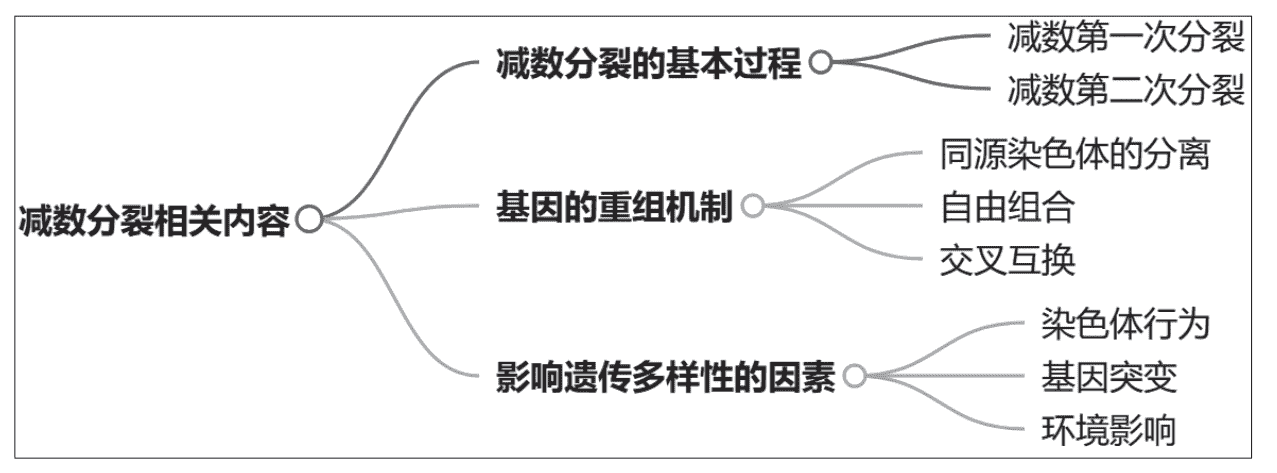 减数分裂相关内容
减数分裂的基本过程
减数第一次分裂
减数第二次分裂
基因的重组机制
同源染色体的分离
自由组合
交叉互换
影响遗传多样性的因素
染色体行为
基因突变
环境影响